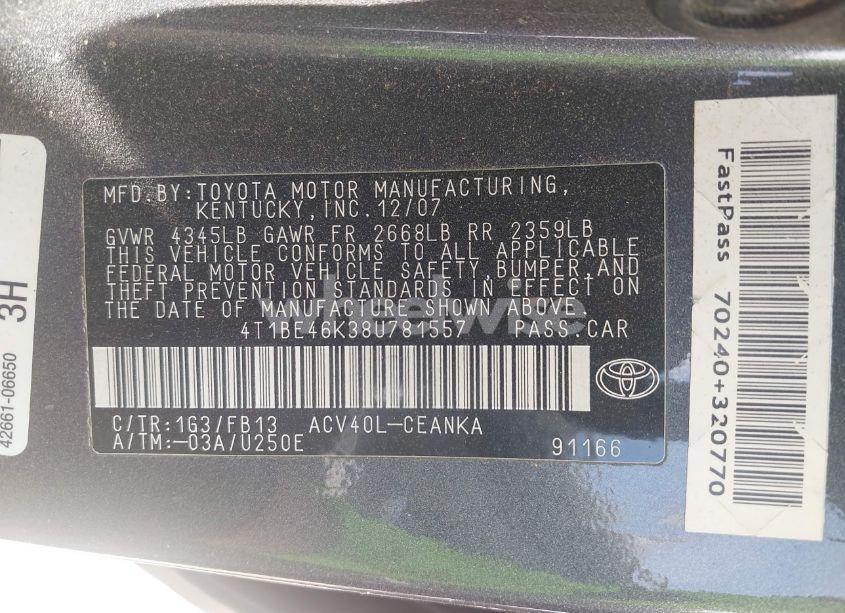 MFD.BY:TOYOTA MOTOR MANUFACTURING,
KENTUCKY,INC.12/07
GVWR 4345LB GAWR FR 2668LB RR 2359LB
THIS VEHICLE CONFORMS TO ALL APPLICABLE
FEDERAL MOTOR VEHICLE SAFETY,BUMPER,AND
THEFT PREVENTION STANDARDS IN EFFECT ON
THE DATE OF MANUFACTURE SHOWN ABOVE.
4T1BE46K38U781557 PASS.CAR
C/TR:1G3/FB13 ACV40L-CEANKA
A/TM:-03A/U250E 91166
42661-06650 3H
FastPass 70240+320770